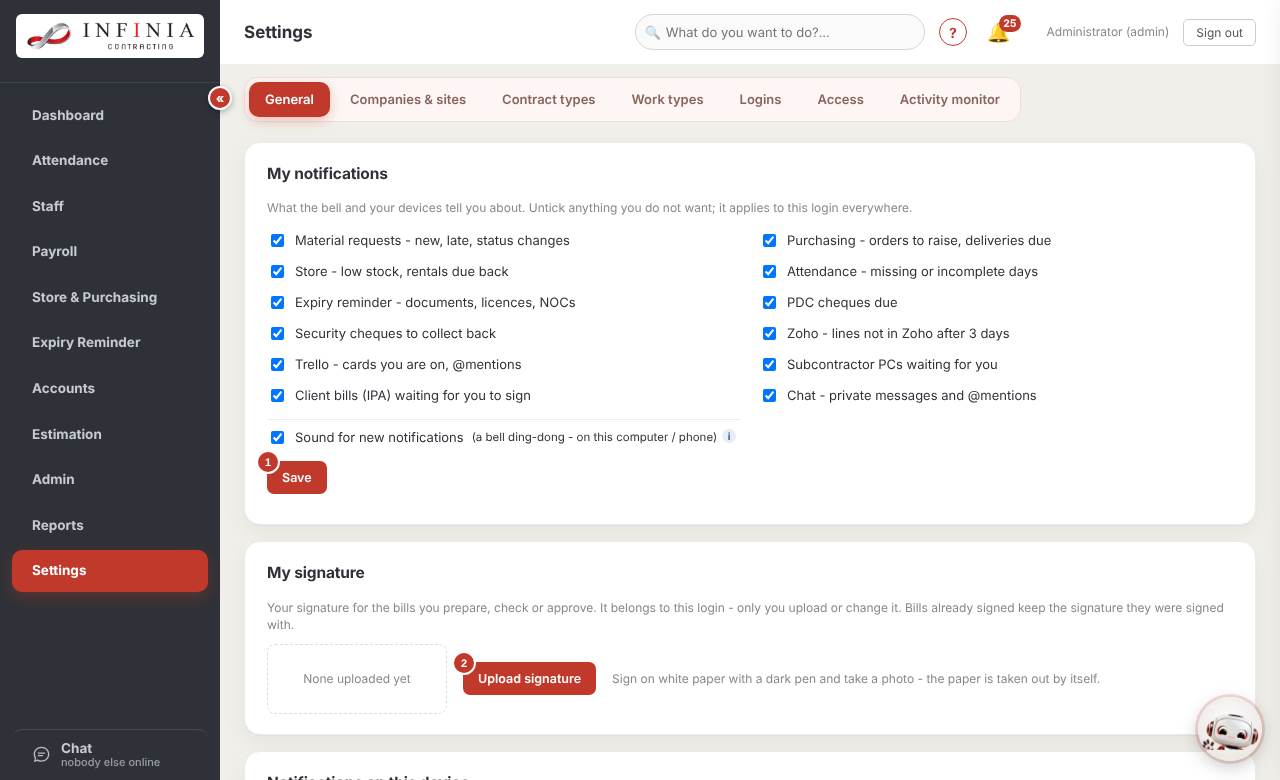 INFINIA
CONTRACTING
Settings
What do you want to do?...
?
25
Administrator (admin)
Sign out
«
Dashboard
Attendance
Staff
Payroll
Store & Purchasing
Expiry Reminder
Accounts
Estimation
Admin
Reports
Settings
Chat
nobody else online
General
Companies & sites
Contract types
Work types
Logins
Access
Activity monitor
My notifications
What the bell and your devices tell you about. Untick anything you do not want; it applies to this login everywhere.
Material requests - new, late, status changes
Purchasing - orders to raise, deliveries due
Store - low stock, rentals due back
Attendance - missing or incomplete days
Expiry reminder - documents, licences, NOCs
PDC cheques due
Security cheques to collect back
Zoho - lines not in Zoho after 3 days
Trello - cards you are on, @mentions
Subcontractor PCs waiting for you
Client bills (IPA) waiting for you to sign
Chat - private messages and @mentions
Sound for new notifications (a bell ding-dong - on this computer / phone) i
1
Save
My signature
Your signature for the bills you prepare, check or approve. It belongs to this login - only you upload or change it. Bills already signed keep the signature they were signed
with.
None uploaded yet
2
Upload signature
Sign on white paper with a dark pen and take a photo - the paper is taken out by itself.
Notifications on this device